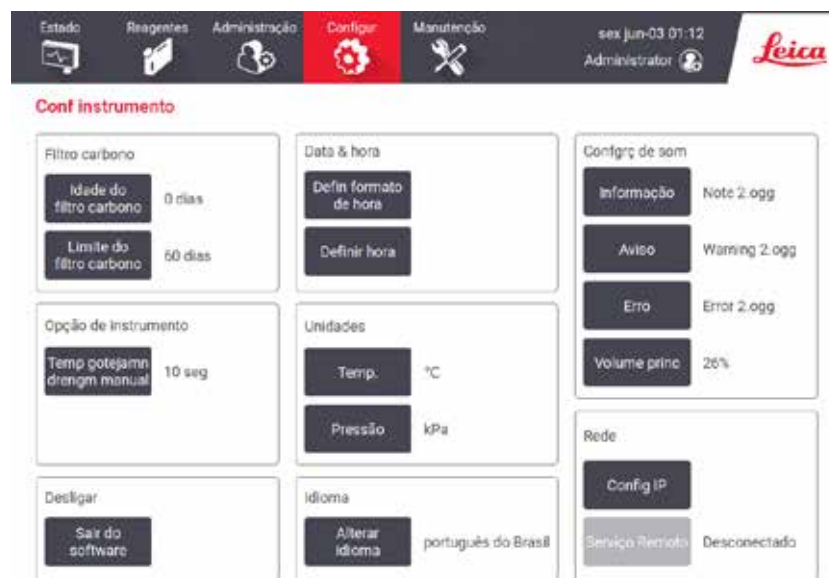 Estado
Reagentes
Administração
Configur
Manutenção
sex jun-03 01:12
Administrator
Leica
Conf instrumento
Filtro carbono
Idade do
filtro carbono
0 dias
Limite do
filtro carbono
60 dias
Opção de instrumento
Temp gotejamn
drengm manual
10 seg
Desligar
Sair do
software
Data & hora
Defin formato
de hora
Definir hora
Unidades
Temp.
°C
Pressão
kPa
Idioma
Alterar
idioma
português do Brasil
Confgrç de som
Informação
Note 2.ogg
Aviso
Warning 2.ogg
Erro
Error 2.ogg
Volume princ
26%
Rede
Config IP
Serviço Remoto
Desconectado